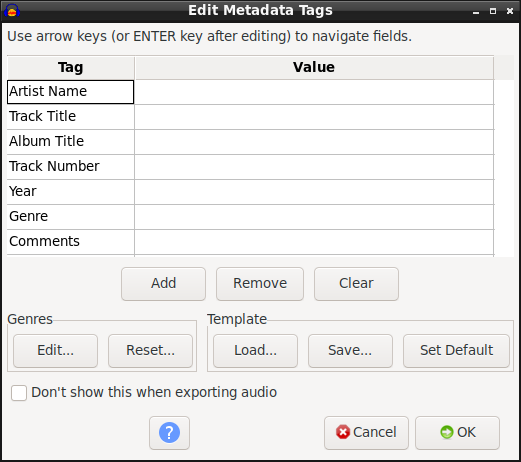 Edit Metadata Tags
Use arrow keys (or ENTER key after editing) to navigate fields.
Tag Value
Artist Name
Track Title
Album Title
Track Number
Year
Genre
Comments
Add Remove Clear
Genres Template
Edit... Reset... Load... Save... Set Default
Don't show this when exporting audio
? Cancel OK